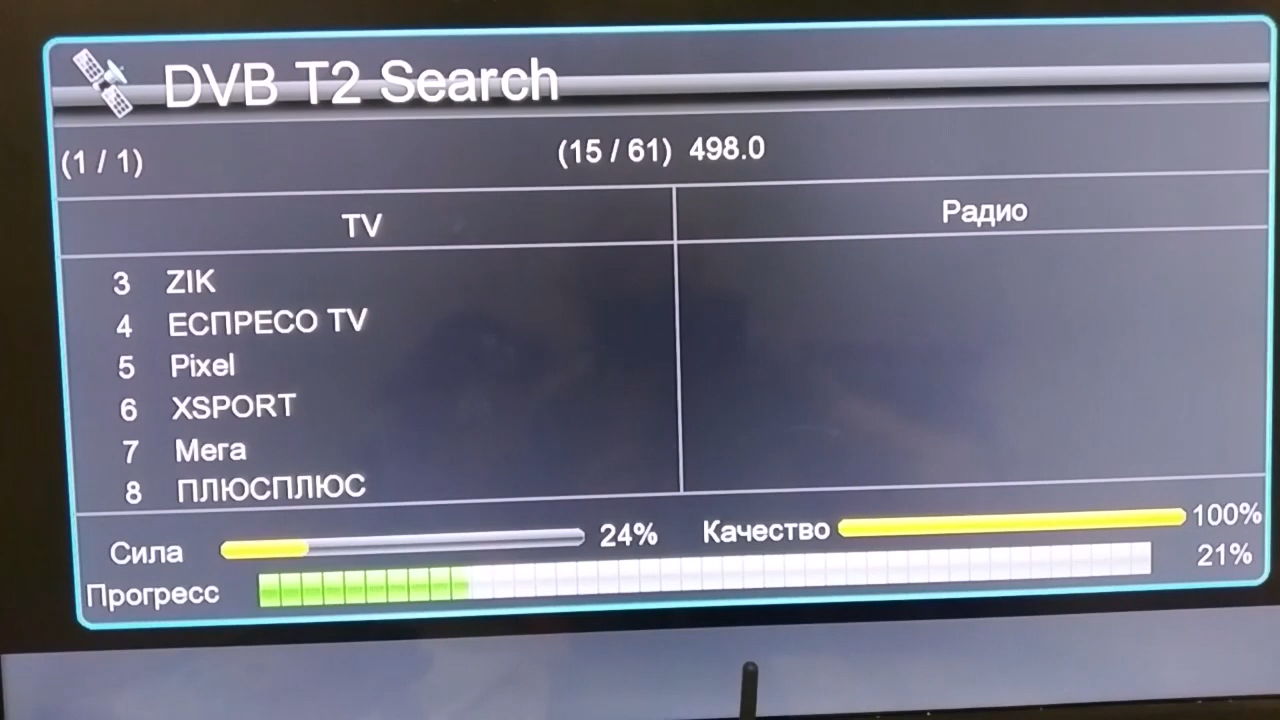 DVB T2 Search
(1 / 1) (15 / 61) 498.0
TV Радио
3 ZIK
4 ЕСПРЕСО TV
5 Pixel
6 XSPORT
7 Мега
8 ПЛЮСПЛЮС
Сила 24% Качество 100%
Прогресс 21%